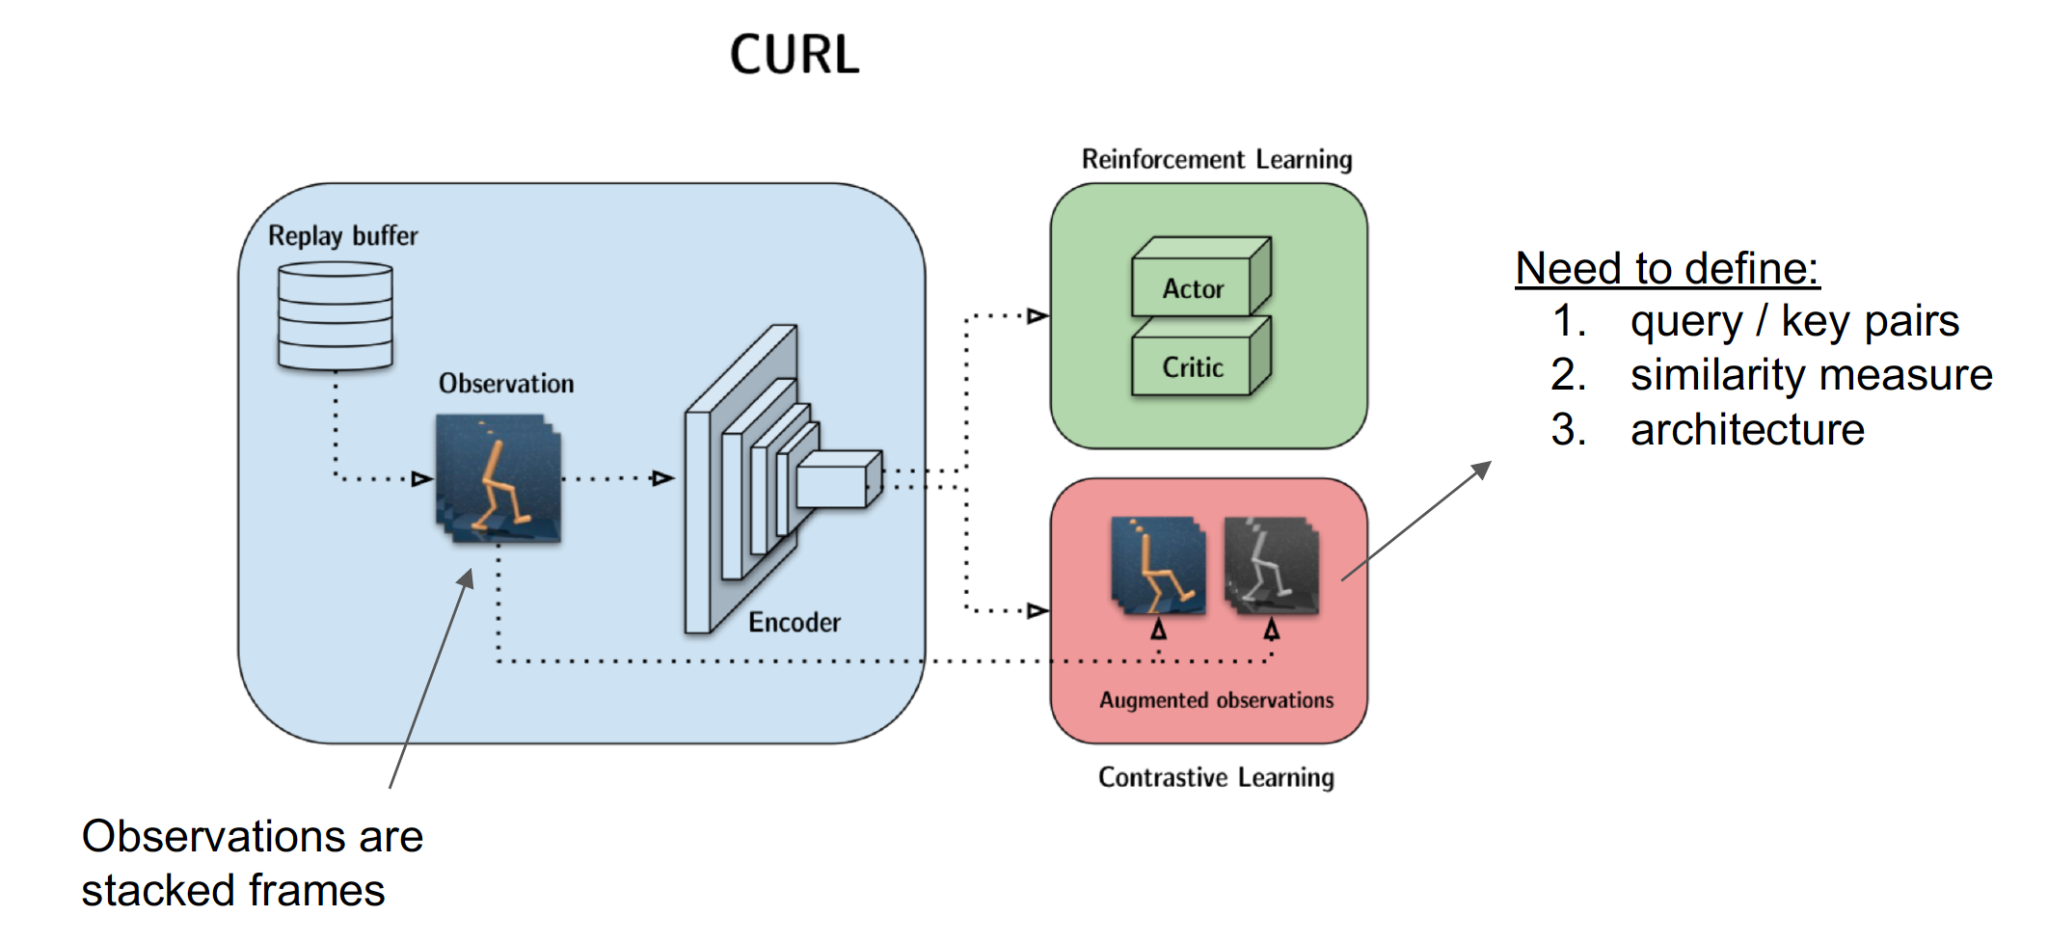 CURL
Reinforcement Learning
Replay buffer
Observation
Encoder
Actor
Critic
Augmented observations
Contrastive Learning
Need to define:
1. query / key pairs
2. similarity measure
3. architecture
Observations are
stacked frames